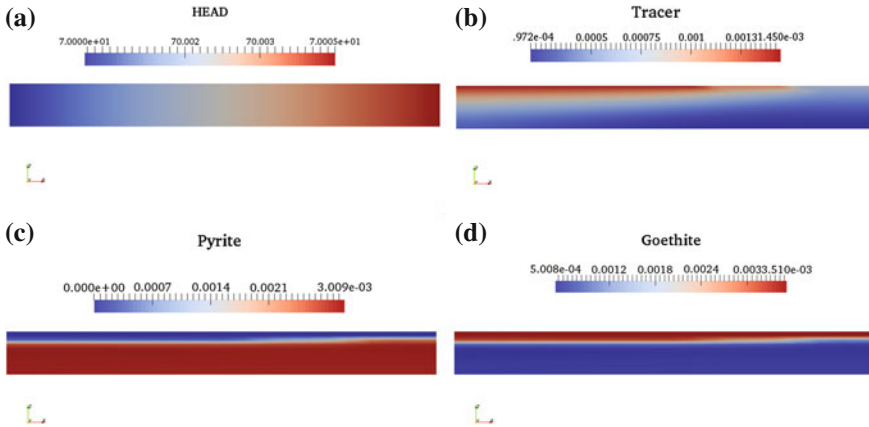 (a)
HEAD
7.0000e+01 70.002 70.003 7.0005e+01
(b)
Tracer
.972e-04 0.0005 0.00075 0.001 0.00131.450e-03
(c)
Pyrite
0.000e+00 0.0007 0.0014 0.0021 3.009e-03
(d)
Goethite
5.008e-04 0.0012 0.0018 0.0024 0.0033.510e-03